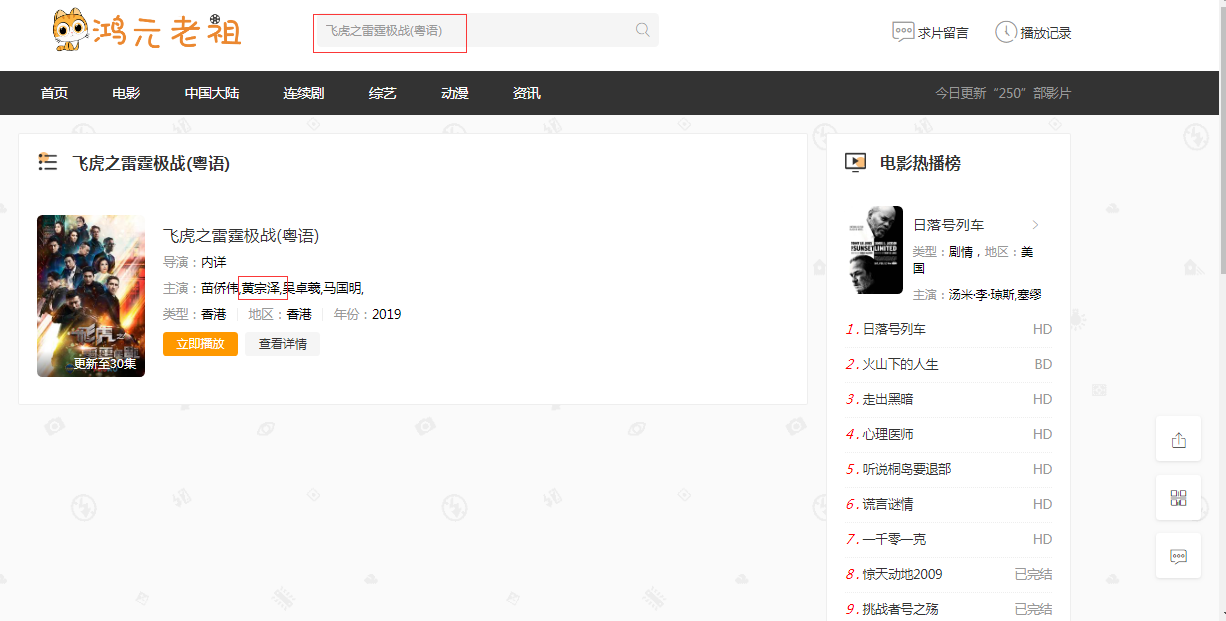 鸿元老祖
飞虎之雷霆极战(粤语)
求片留言
播放记录
首页 电影 中国大陆 连续剧 综艺 动漫 资讯
今日更新“250”部影片
飞虎之雷霆极战(粤语)
更新至30集
飞虎之雷霆极战(粤语)
导演：内详
主演：苗侨伟,黄宗泽,吴卓羲,马国明,
类型：香港 地区：香港 年份：2019
立即播放 查看详情
电影热播榜
日落号列车
类型：剧情，地区：美
国
主演：汤米·李·琼斯,塞缪
1.日落号列车 HD
2.火山下的人生 BD
3.走出黑暗 HD
4.心理医师 HD
5.听说桐岛要退部 HD
6.谎言谜情 HD
7.一千零一克 HD
8.惊天动地2009 已完结
9.挑战者号之殇 已完结